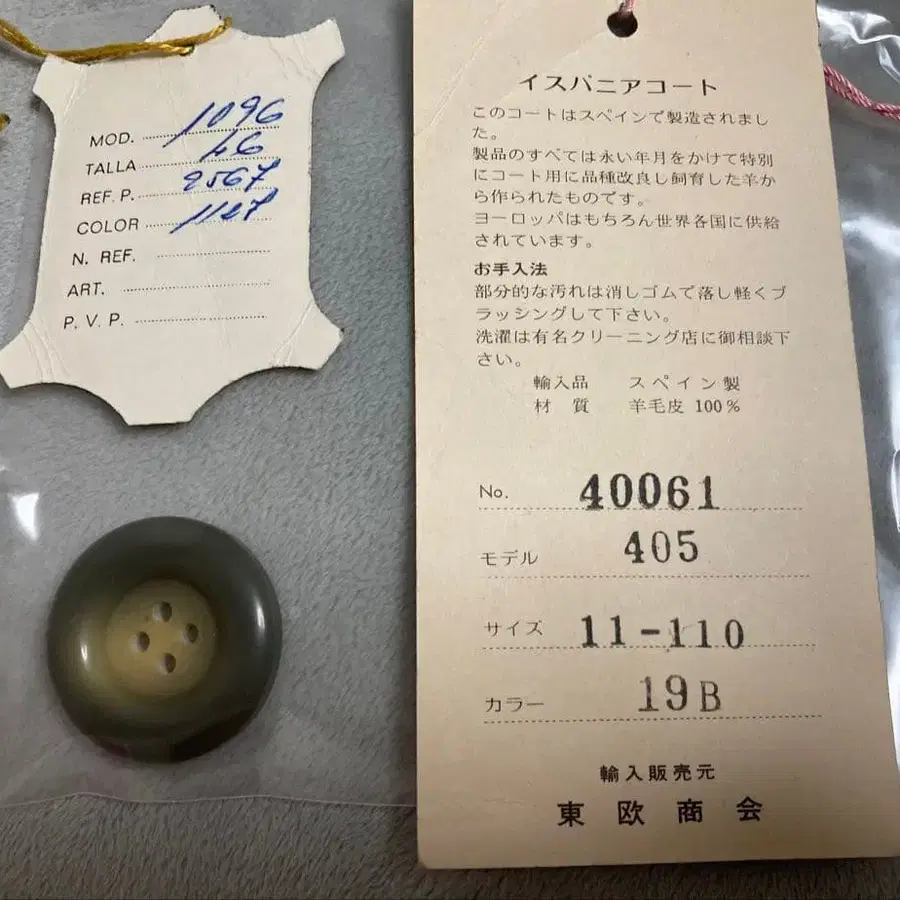 MOD. 1096
TALLA 46
REF. P. 2567
COLOR 1127
N. REF.
ART.
P. V. P.
イスパニアコート
このコートはスペインで製造されまし
た。
製品のすべては永い年月をかけて特別
にコート用に品種改良し飼育した羊か
ら作られたものです。
ヨーロッパはもちろん世界各国に供給
されています。
お手入法
部分的な汚れは消しゴムで落し軽くブ
ラッシングして下さい。
洗濯は有名クリーニング店に御相談下
さい。
輸入品 スペイン製
材 質 羊毛皮 100%
No. 40061
モデル 405
サイズ 11-110
カラー 19B
輸入販売元
東欧商会